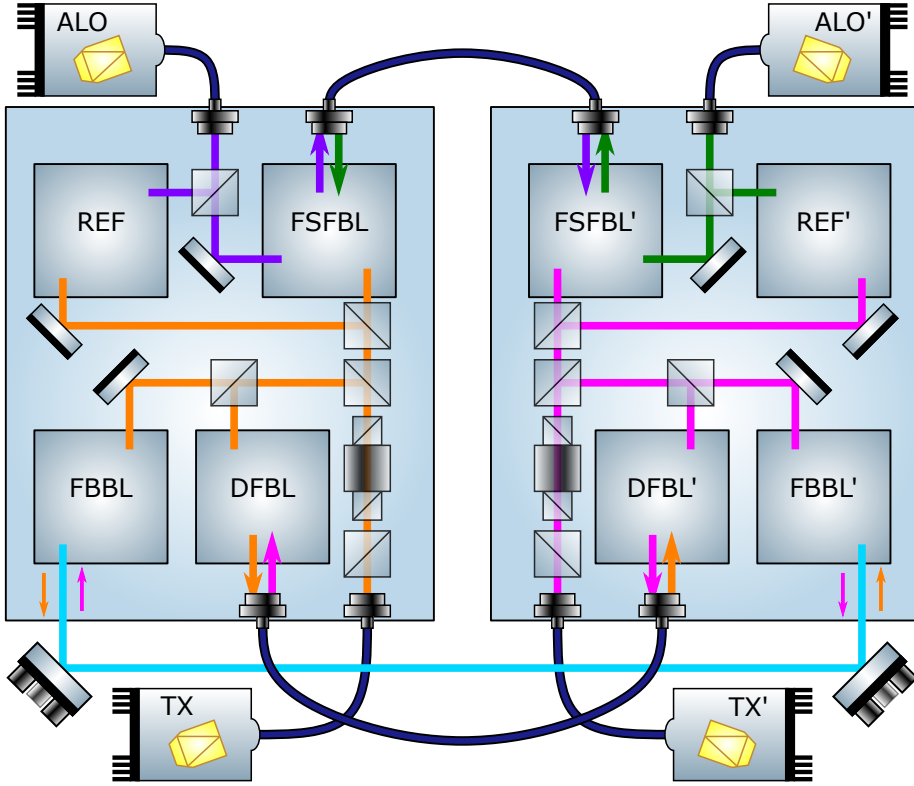 ALO
ALO'
REF
FSFBL
FSFBL'
REF'
FBBL
DFBL
DFBL'
FBBL'
TX
TX'